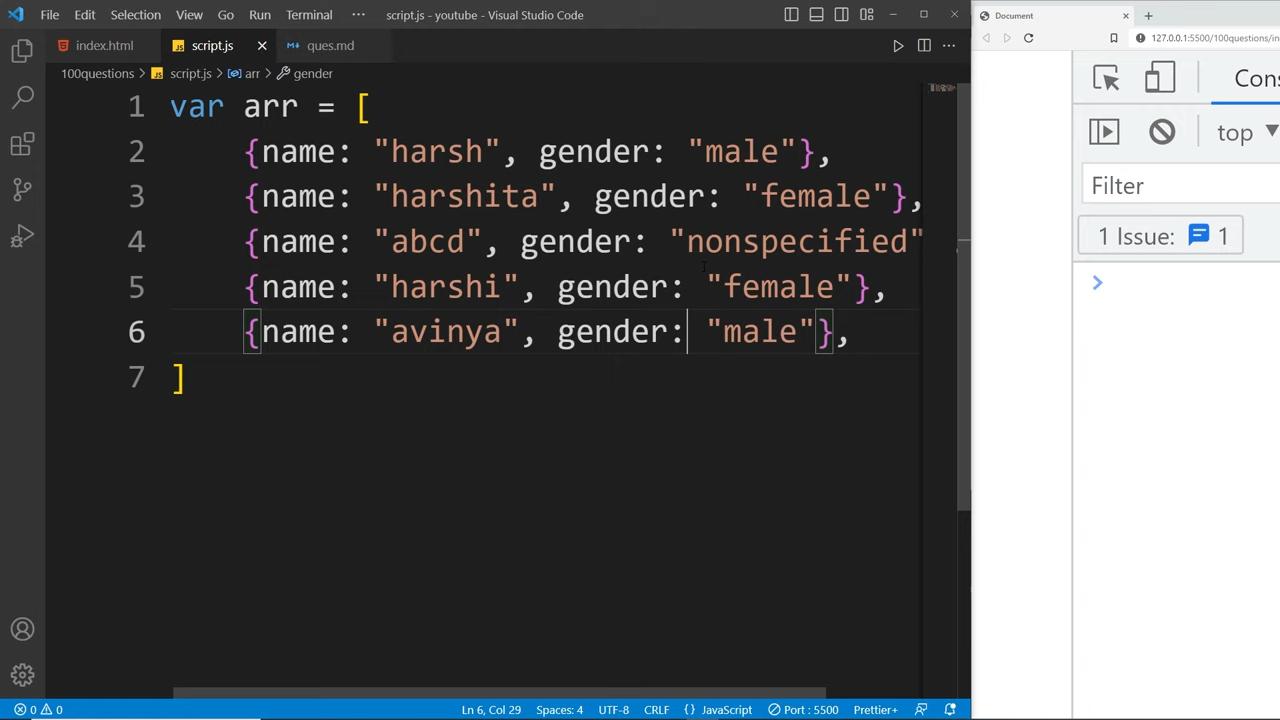 File Edit Selection View Go Run Terminal ··· script.js - youtube - Visual Studio Code
index.html script.js ques.md
100questions > script.js > arr > gender
1 var arr = [
2 {name: "harsh", gender: "male"},
3 {name: "harshita", gender: "female"},
4 {name: "abcd", gender: "nonspecified"
5 {name: "harshi", gender: "female"},
6 {name: "avinya", gender: "male"},
7 ]
0 0 Ln 6, Col 29 Spaces: 4 UTF-8 CRLF {} JavaScript Port : 5500 Prettier+
Document
127.0.0.1:5500/100questions/in
Cons
top
Filter
1 Issue: 1